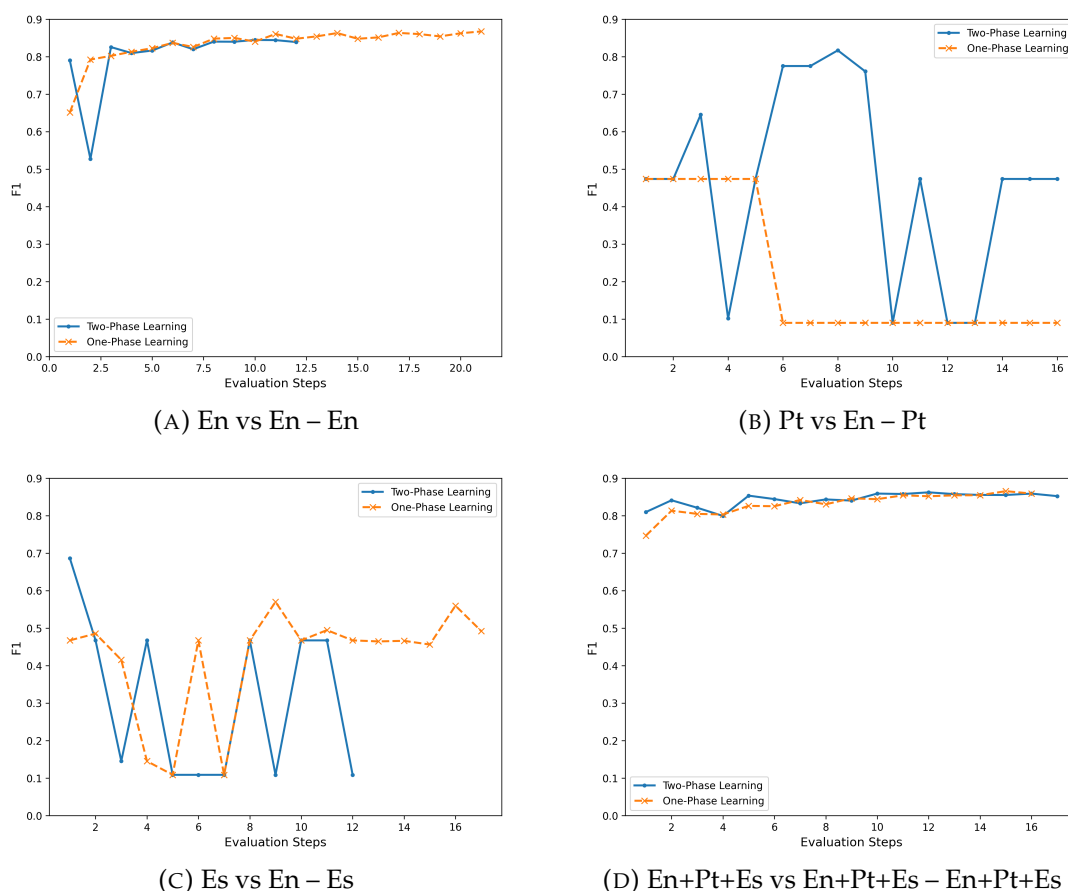 0.9
0.8
0.7
0.6
0.5
0.4
0.3
0.2
0.1
0.0
F1
Two-Phase Learning
One-Phase Learning
0.0 2.5 5.0 7.5 10.0 12.5 15.0 17.5 20.0
Evaluation Steps
(A) En vs En – En
0.9
0.8
0.7
0.6
0.5
0.4
0.3
0.2
0.1
0.0
F1
Two-Phase Learning
One-Phase Learning
2 4 6 8 10 12 14 16
Evaluation Steps
(B) Pt vs En – Pt
0.9
0.8
0.7
0.6
0.5
0.4
0.3
0.2
0.1
0.0
F1
Two-Phase Learning
One-Phase Learning
2 4 6 8 10 12 14 16
Evaluation Steps
(C) Es vs En – Es
0.9
0.8
0.7
0.6
0.5
0.4
0.3
0.2
0.1
0.0
F1
Two-Phase Learning
One-Phase Learning
2 4 6 8 10 12 14 16
Evaluation Steps
(D) En+Pt+Es vs En+Pt+Es – En+Pt+Es